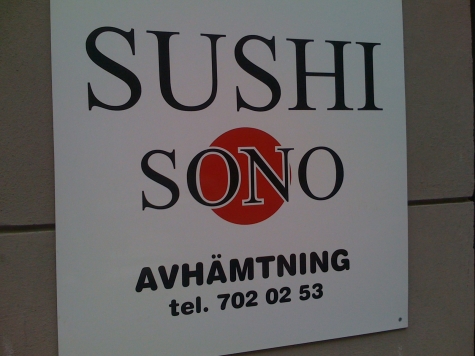 SUSHI
SONO
AVHÄMTNING
tel. 702 02 53